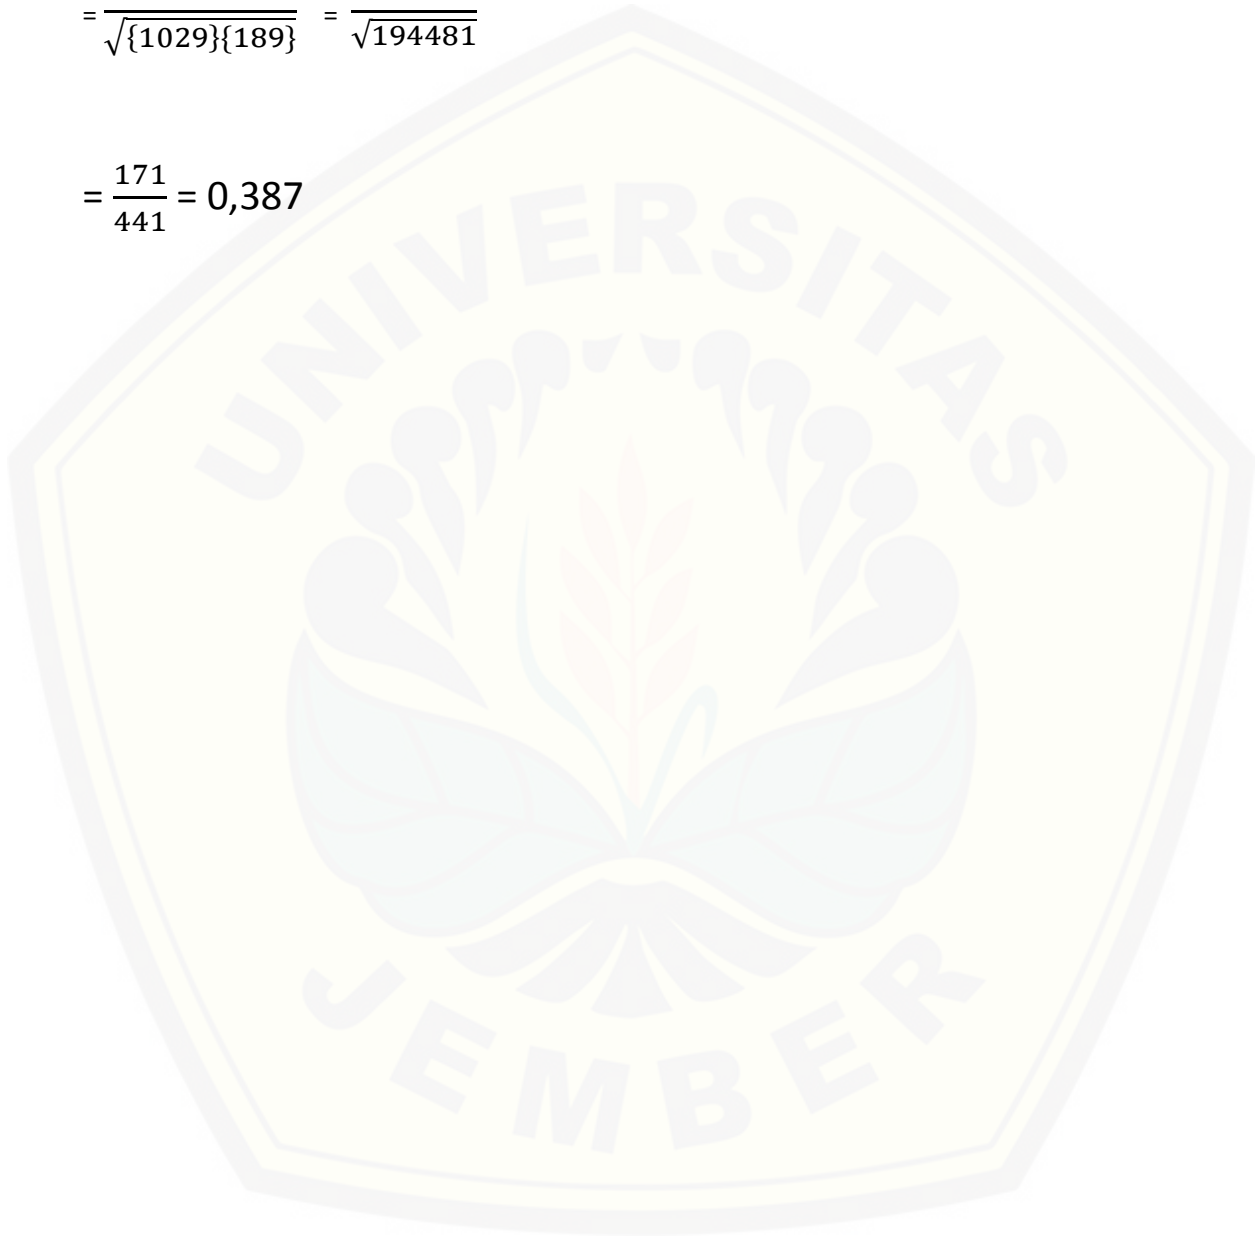 = √{1029}{189} = √194481
= 171/441 = 0,387
UNIVERSITAS
JEMBER